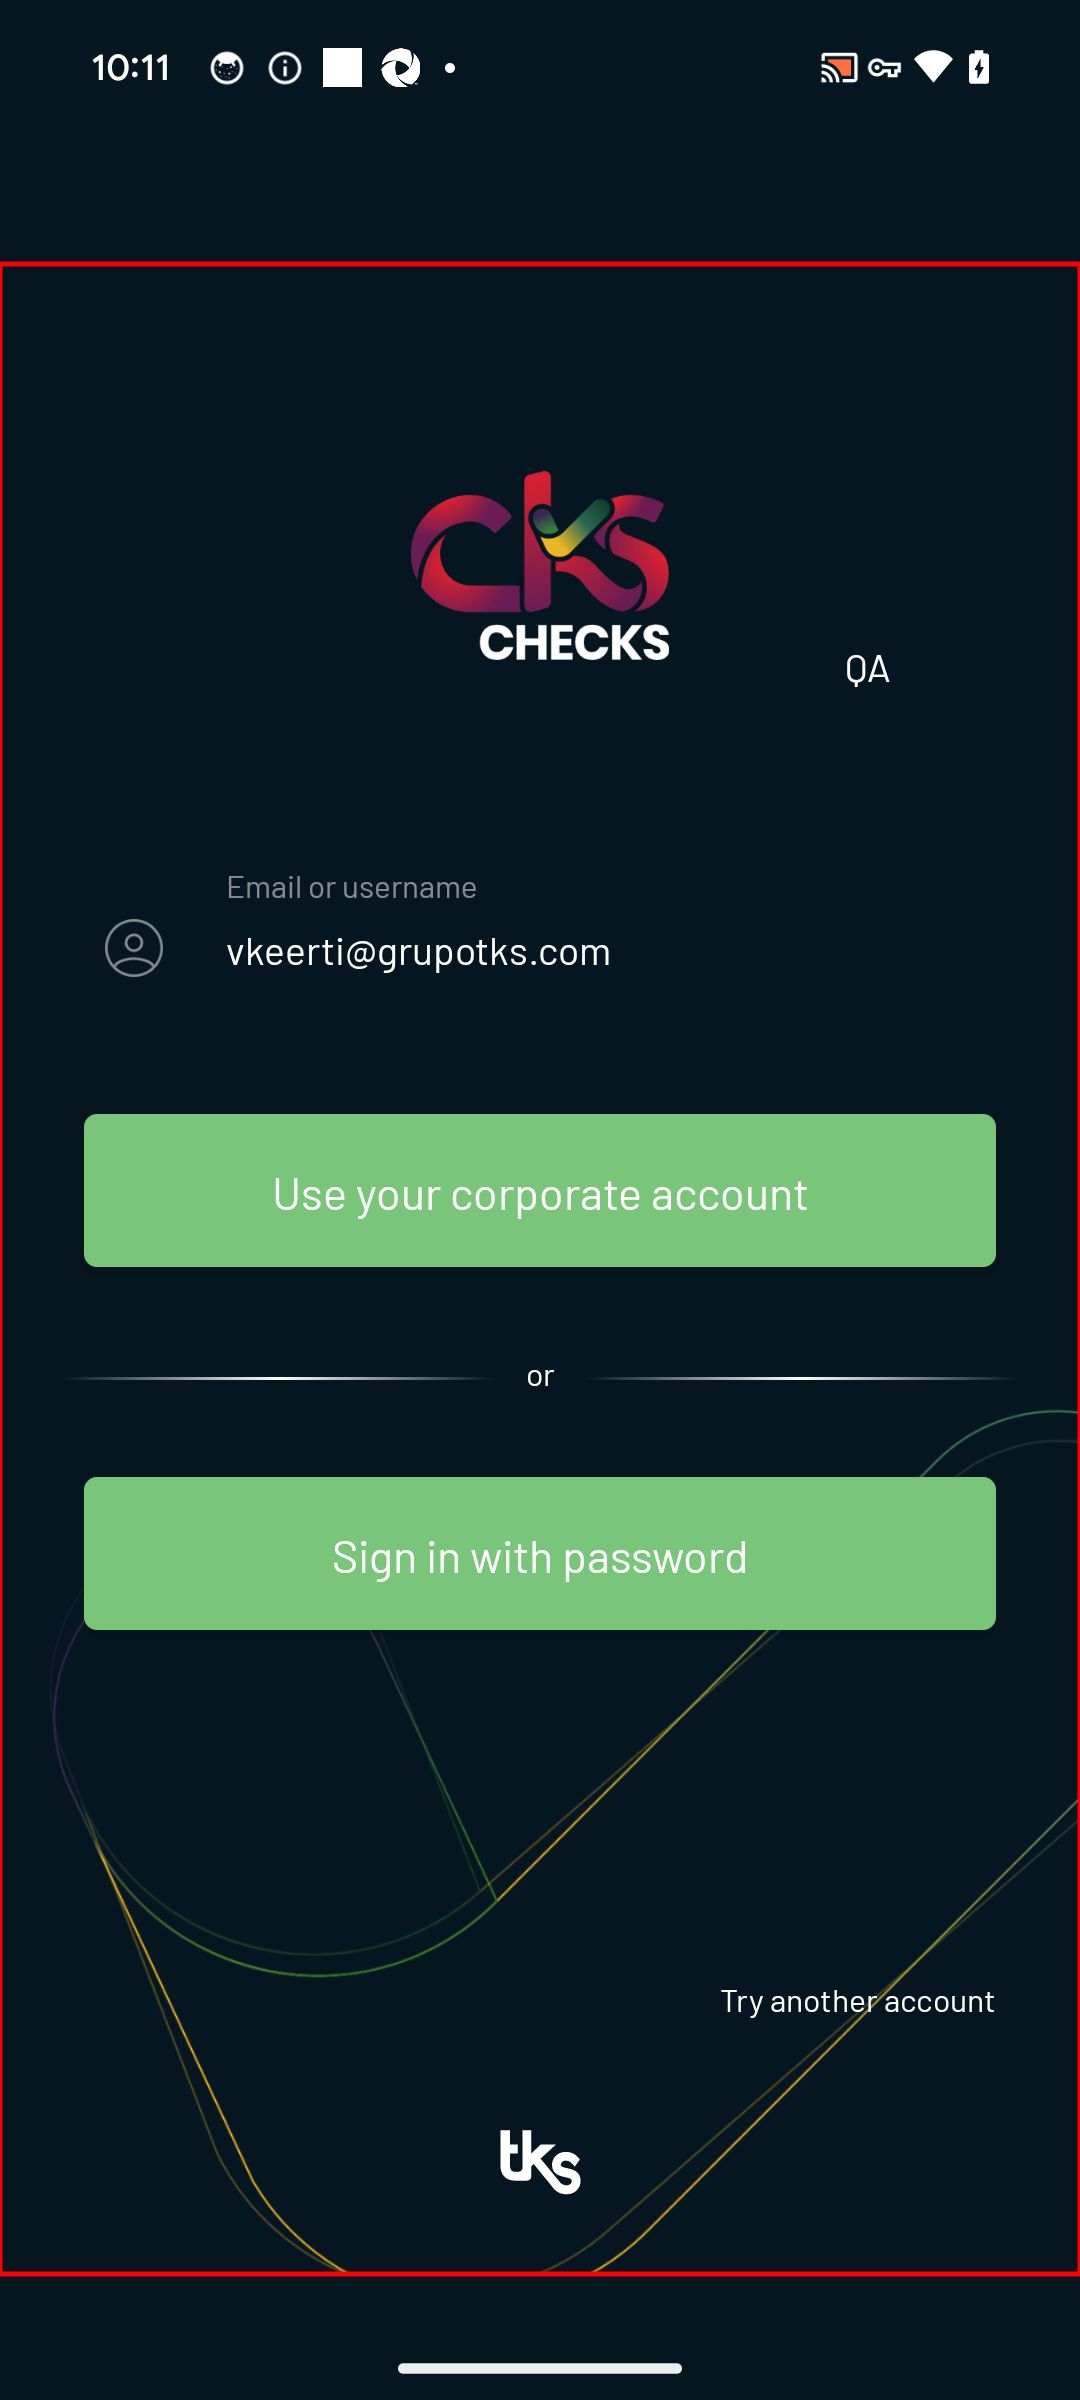 10:11
cks
CHECKS
QA
Email or username
vkeerti@grupotks.com
Use your corporate account
or
Sign in with password
Try another account
tks